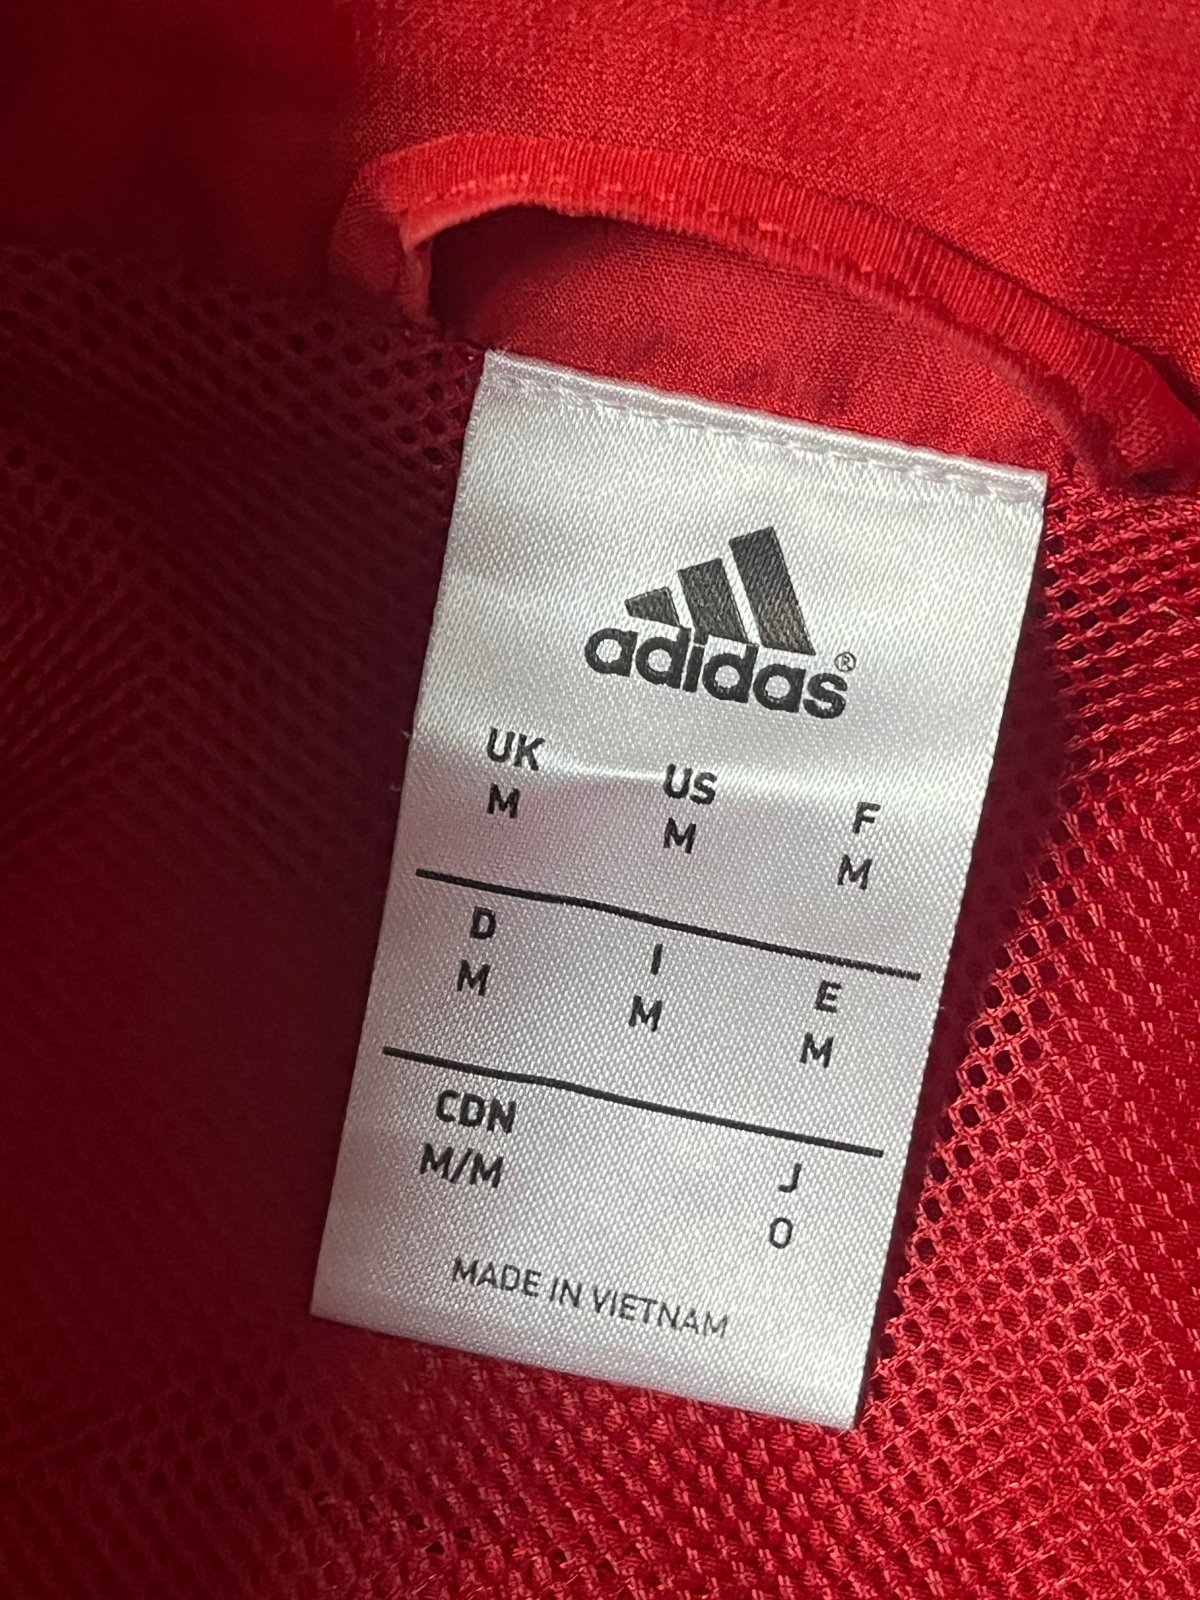 adidas®
UK US F
M M M
D I E
M M M
CDN J
M/M O
MADE IN VIETNAM